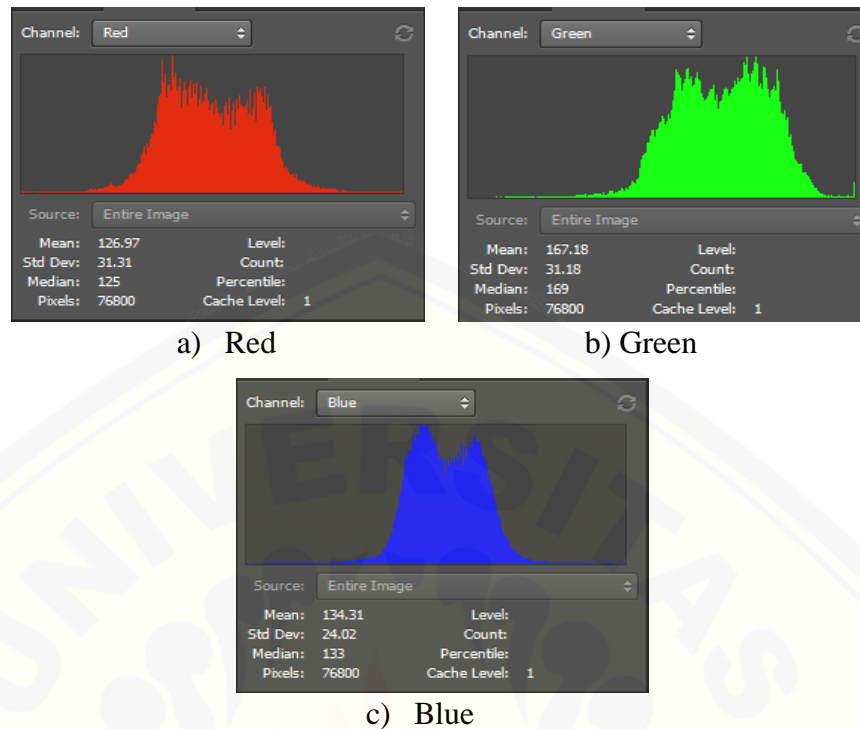 Channel: Red
Source: Entire Image
Mean: 126.97 Level:
Std Dev: 31.31 Count:
Median: 125 Percentile:
Pixels: 76800 Cache Level: 1
a) Red
Channel: Green
Source: Entire Image
Mean: 167.18 Level:
Std Dev: 31.18 Count:
Median: 169 Percentile:
Pixels: 76800 Cache Level: 1
b) Green
Channel: Blue
Source: Entire Image
Mean: 134.31 Level:
Std Dev: 24.02 Count:
Median: 133 Percentile:
Pixels: 76800 Cache Level: 1
c) Blue
UNIVERSITAS